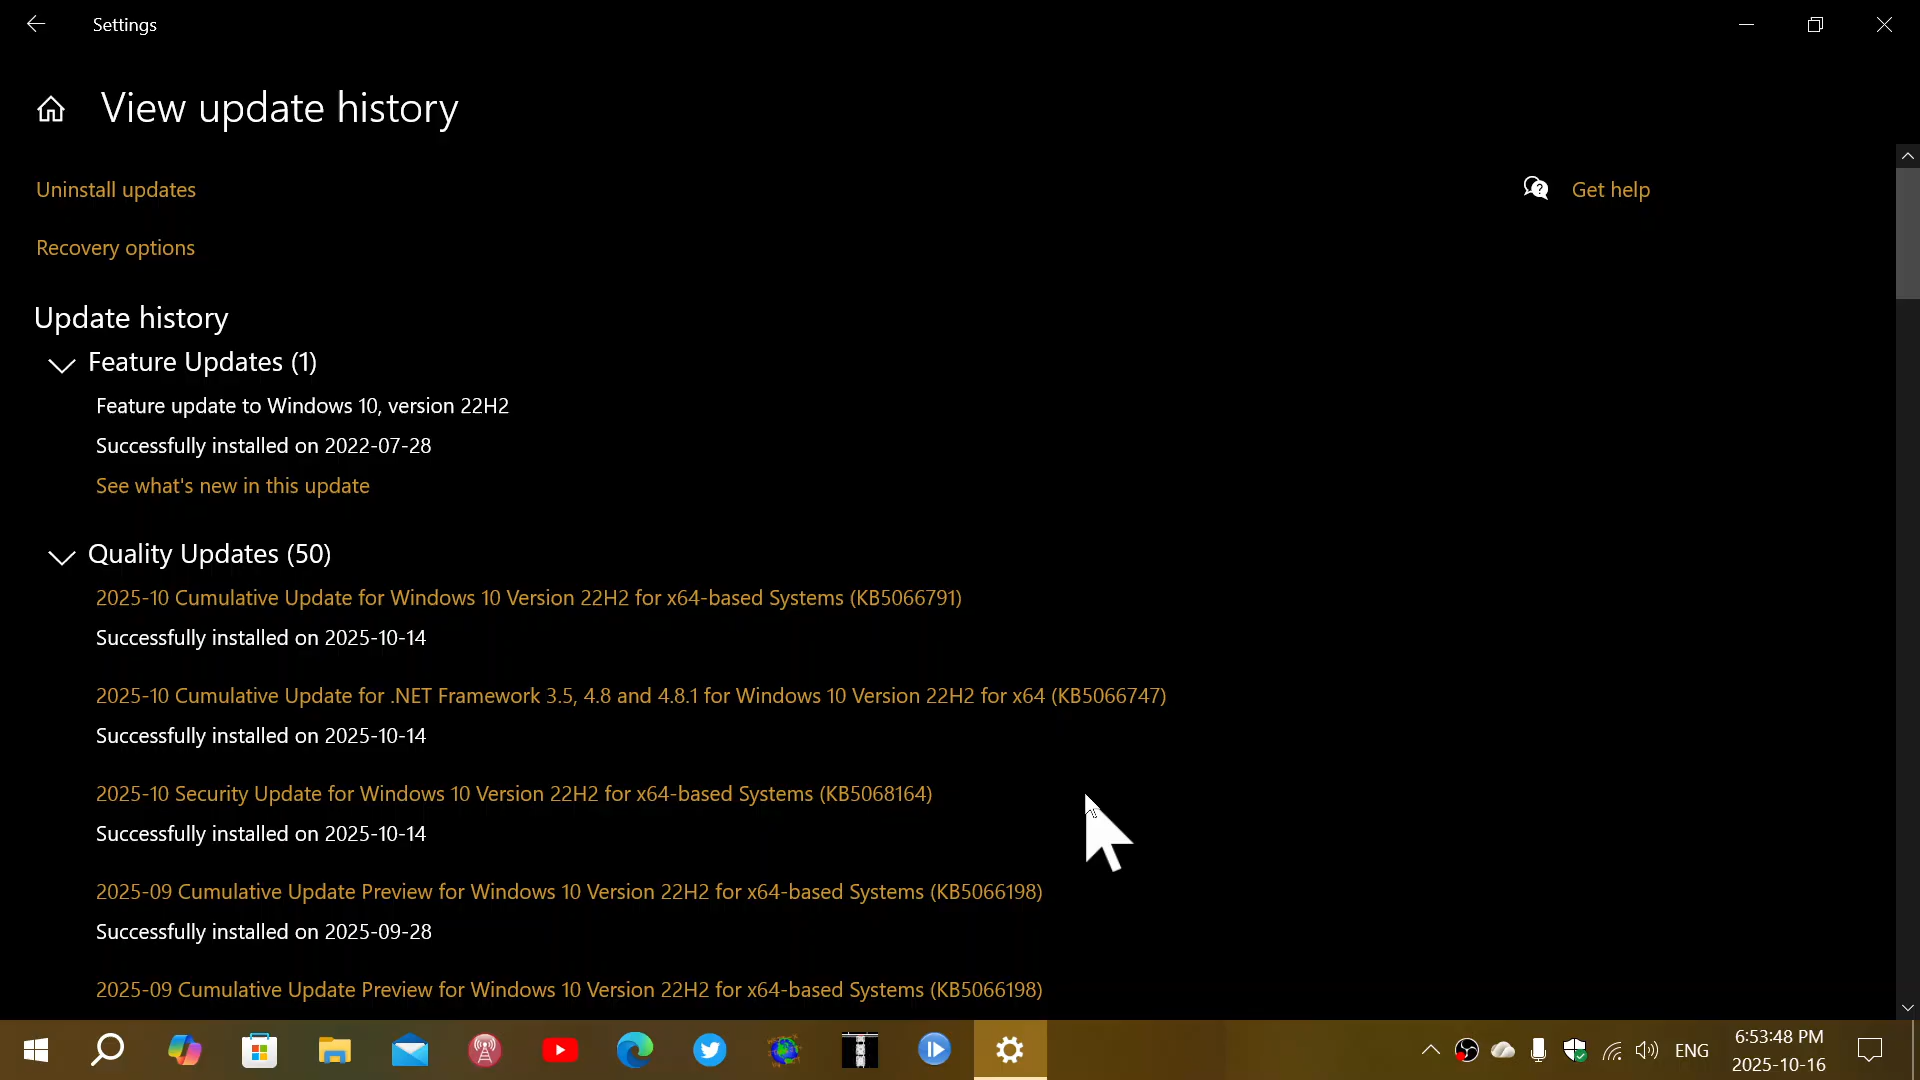 Settings
View update history
Uninstall updates
Get help
Recovery options
Update history
Feature Updates (1)
Feature update to Windows 10, version 22H2
Successfully installed on 2022-07-28
See what's new in this update
Quality Updates (50)
2025-10 Cumulative Update for Windows 10 Version 22H2 for x64-based Systems (KB5066791)
Successfully installed on 2025-10-14
2025-10 Cumulative Update for .NET Framework 3.5, 4.8 and 4.8.1 for Windows 10 Version 22H2 for x64 (KB5066747)
Successfully installed on 2025-10-14
2025-10 Security Update for Windows 10 Version 22H2 for x64-based Systems (KB5068164)
Successfully installed on 2025-10-14
2025-09 Cumulative Update Preview for Windows 10 Version 22H2 for x64-based Systems (KB5066198)
Successfully installed on 2025-09-28
2025-09 Cumulative Update Preview for Windows 10 Version 22H2 for x64-based Systems (KB5066198)
ENG
6:53:48 PM
2025-10-16